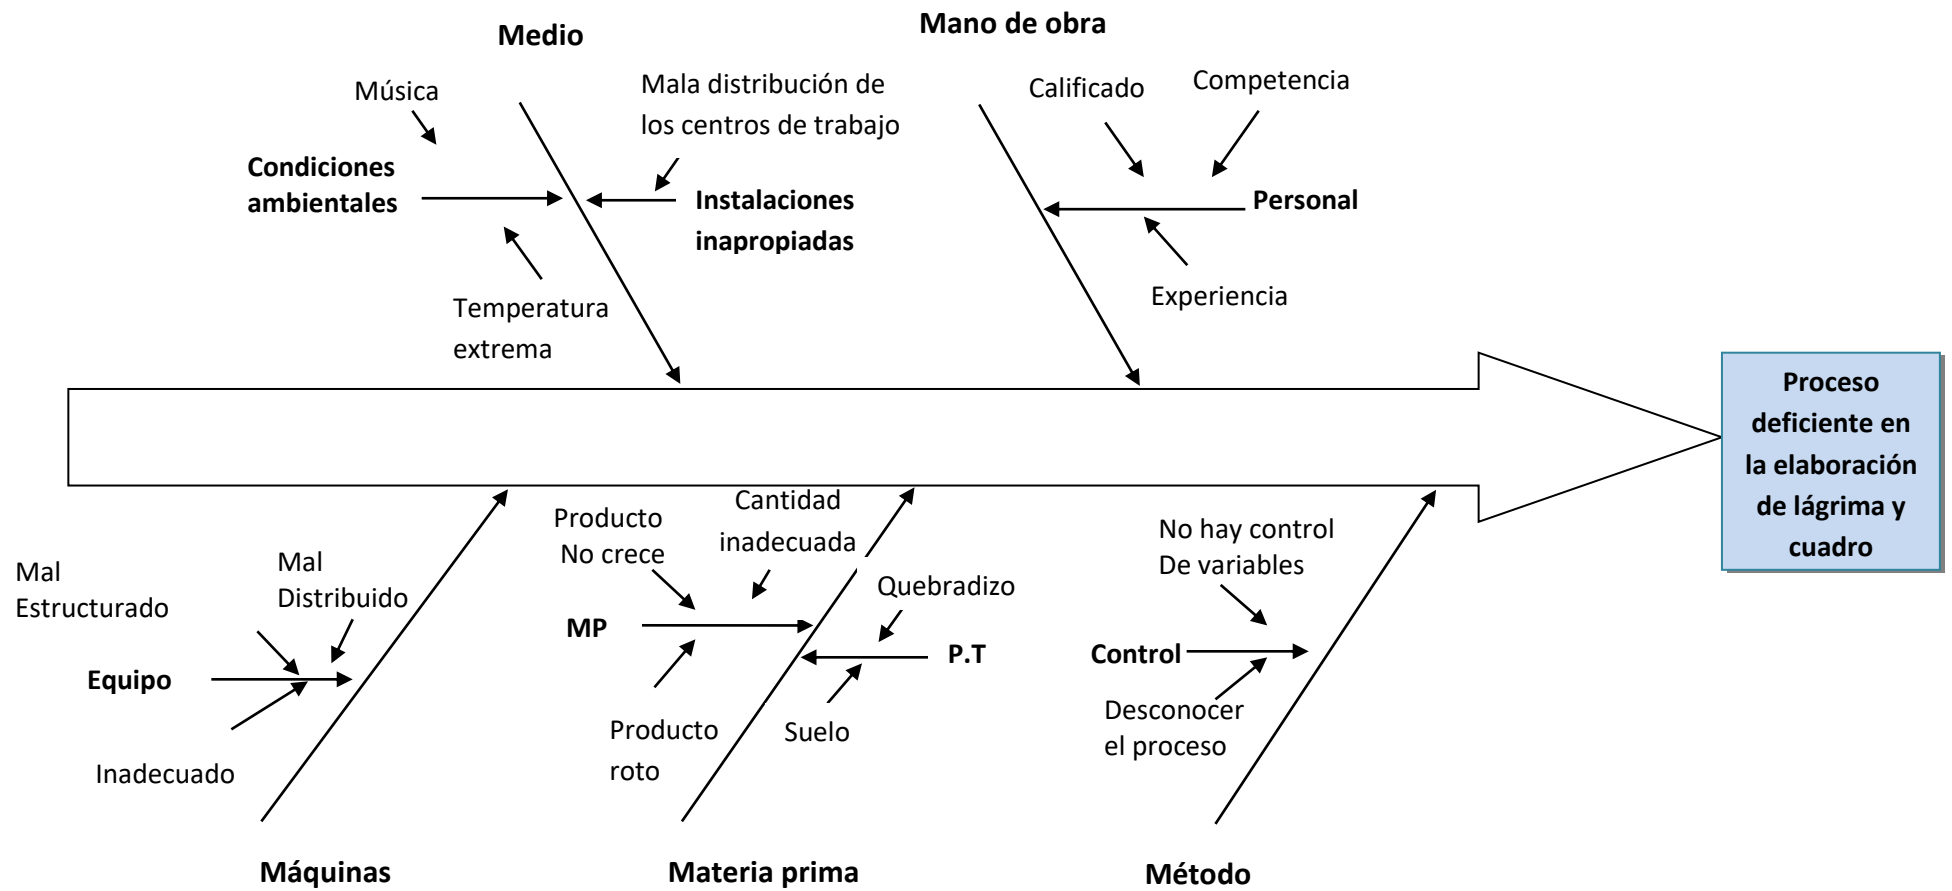 Medio
Mano de obra
Música
Mala distribución de
los centros de trabajo
Calificado
Competencia
Condiciones
ambientales
Instalaciones
inapropiadas
Personal
Temperatura
extrema
Experiencia
Proceso
deficiente en
la elaboración
de lágrima y
cuadro
Mal
Estructurado
Mal
Distribuido
Equipo
Inadecuado
Producto
No crece
Cantidad
inadecuada
Quebradizo
MP
P.T
Producto
roto
Suelo
No hay control
De variables
Control
Desconocer
el proceso
Máquinas
Materia prima
Método